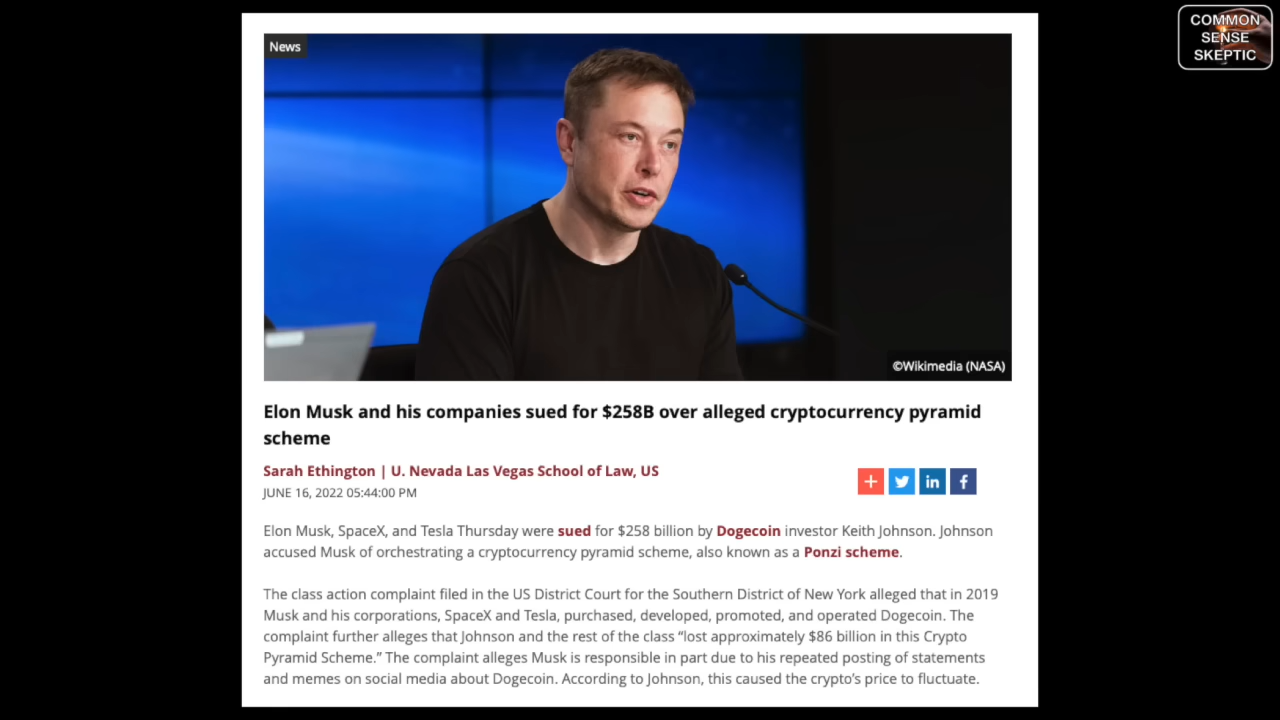 COMMON
SENSE
SKEPTIC
News
©Wikimedia (NASA)
Elon Musk and his companies sued for $258B over alleged cryptocurrency pyramid
scheme
Sarah Ethington | U. Nevada Las Vegas School of Law, US
JUNE 16, 2022 05:44:00 PM
Elon Musk, SpaceX, and Tesla Thursday were sued for $258 billion by Dogecoin investor Keith Johnson. Johnson
accused Musk of orchestrating a cryptocurrency pyramid scheme, also known as a Ponzi scheme.
The class action complaint filed in the US District Court for the Southern District of New York alleged that in 2019
Musk and his corporations, SpaceX and Tesla, purchased, developed, promoted, and operated Dogecoin. The
complaint further alleges that Johnson and the rest of the class “lost approximately $86 billion in this Crypto
Pyramid Scheme.” The complaint alleges Musk is responsible in part due to his repeated posting of statements
and memes on social media about Dogecoin. According to Johnson, this caused the crypto’s price to fluctuate.